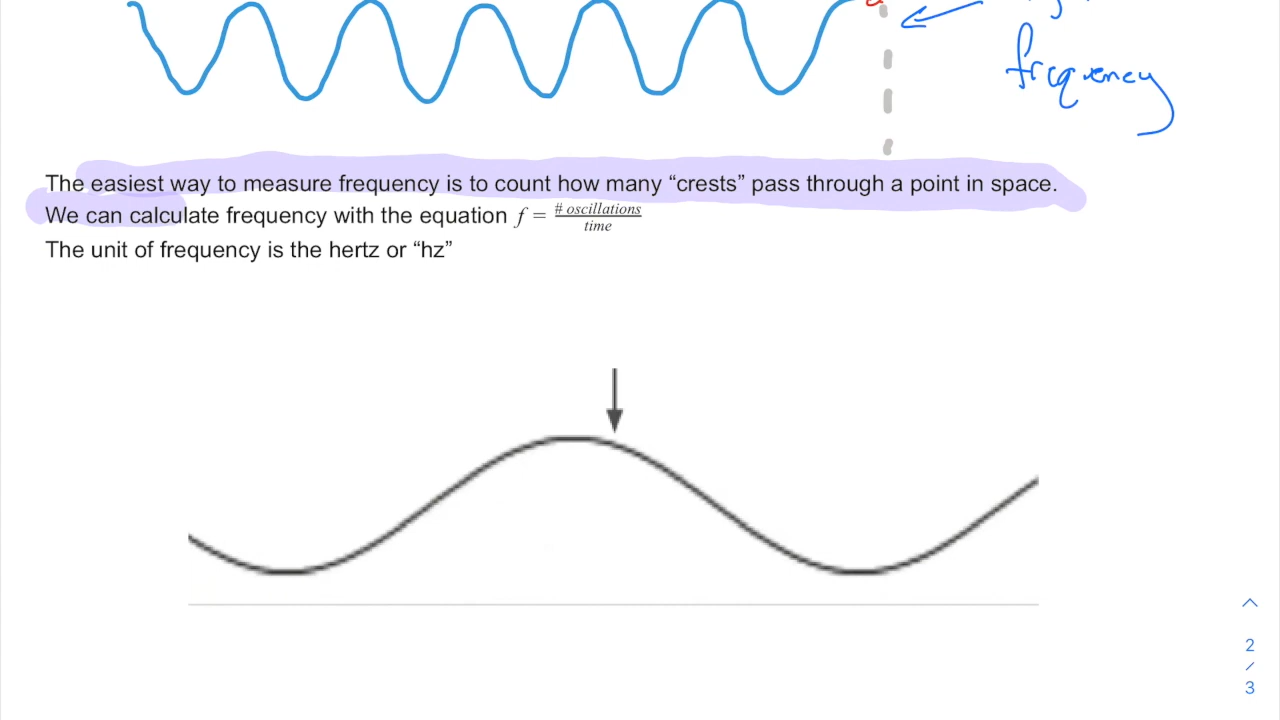 frequency
The easiest way to measure frequency is to count how many “crests” pass through a point in space.
We can calculate frequency with the equation f = # oscillations / time
The unit of frequency is the hertz or “hz”
2
/
3